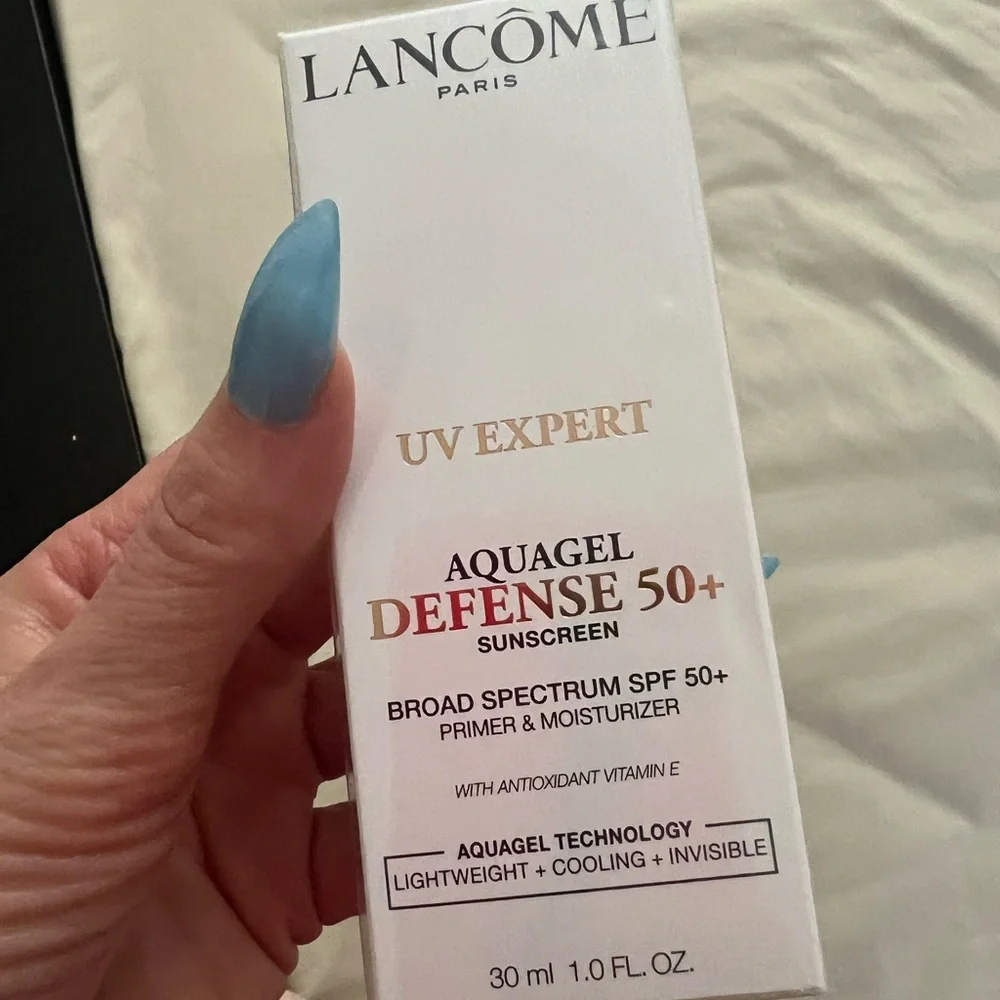 LANCÔME
PARIS
UV EXPERT
AQUAGEL
DEFENSE 50+
SUNSCREEN
BROAD SPECTRUM SPF 50+
PRIMER & MOISTURIZER
WITH ANTIOXIDANT VITAMIN E
AQUAGEL TECHNOLOGY
LIGHTWEIGHT + COOLING + INVISIBLE
30 ml 1.0 FL. OZ.